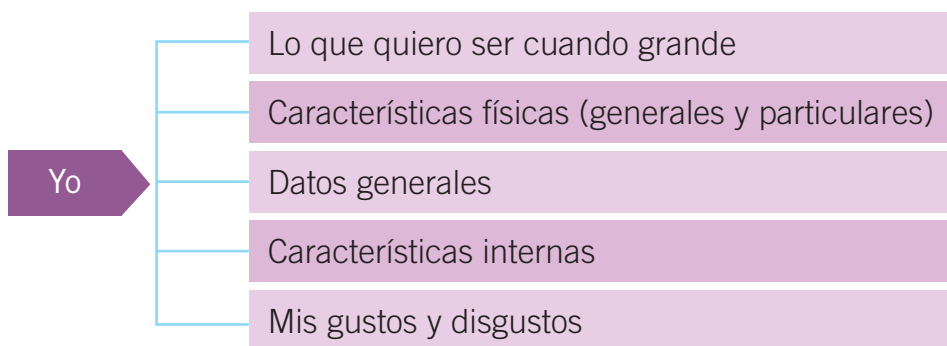 Yo
Lo que quiero ser cuando grande
Características físicas (generales y particulares)
Datos generales
Características internas
Mis gustos y disgustos